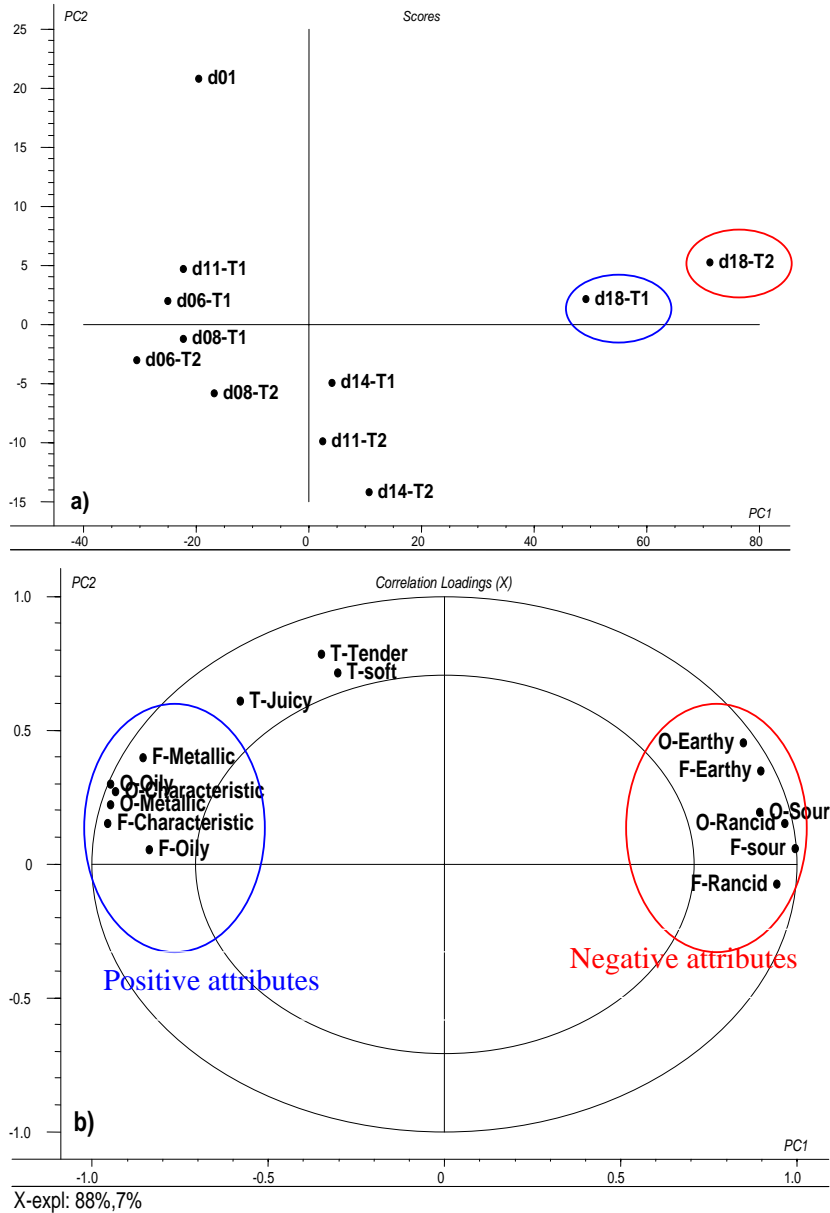 PC2
Scores
25
20
15
10
5
0
-5
-10
-15
d01
d11-T1
d06-T1
d08-T1
d06-T2
d08-T2
d14-T1
d11-T2
d14-T2
d18-T1
d18-T2
a)
PC1
-40 -20 0 20 40 60 80
PC2
Correlation Loadings (X)
1.0
0.5
0
-0.5
-1.0
T-Tender
T-soft
T-Juicy
F-Metallic
O-Oily
O-Characteristic
O-Metallic
F-Characteristic
F-Oily
O-Earthy
F-Earthy
O-Sour
O-Rancid
F-sour
F-Rancid
Positive attributes
Negative attributes
b)
PC1
-1.0 -0.5 0 0.5 1.0
X-expl: 88%,7%